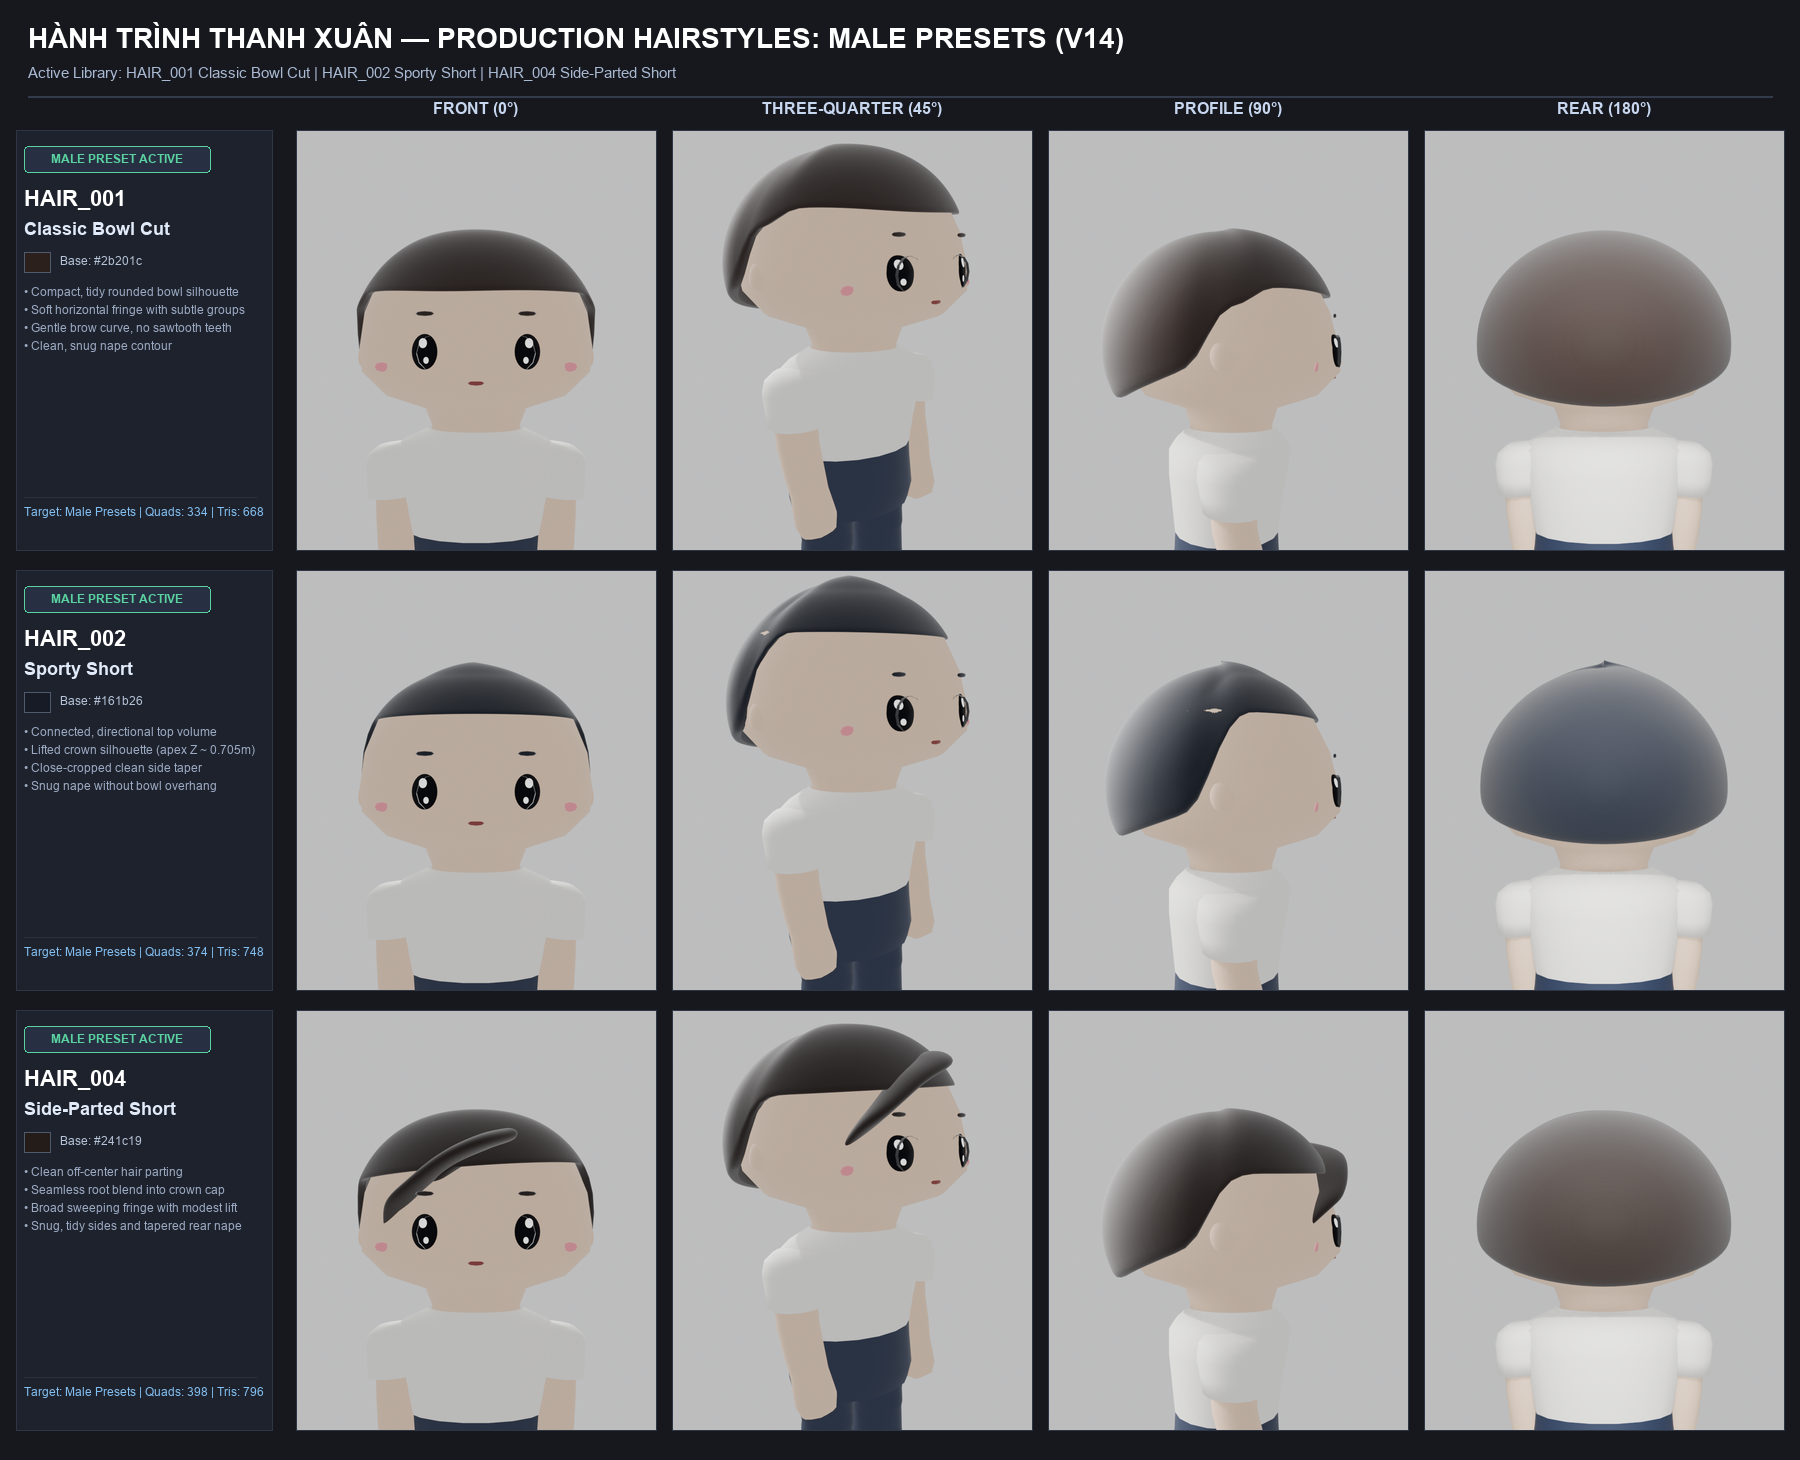 HÀNH TRÌNH THANH XUÂN — PRODUCTION HAIRSTYLES: MALE PRESETS (V14)
Active Library: HAIR_001 Classic Bowl Cut | HAIR_002 Sporty Short | HAIR_004 Side-Parted Short
FRONT (0°)
THREE-QUARTER (45°)
PROFILE (90°)
REAR (180°)
MALE PRESET ACTIVE
HAIR_001
Classic Bowl Cut
Base: #2b201c
• Compact, tidy rounded bowl silhouette
• Soft horizontal fringe with subtle groups
• Gentle brow curve, no sawtooth teeth
• Clean, snug nape contour
Target: Male Presets | Quads: 334 | Tris: 668
MALE PRESET ACTIVE
HAIR_002
Sporty Short
Base: #161b26
• Connected, directional top volume
• Lifted crown silhouette (apex Z ~ 0.705m)
• Close-cropped clean side taper
• Snug nape without bowl overhang
Target: Male Presets | Quads: 374 | Tris: 748
MALE PRESET ACTIVE
HAIR_004
Side-Parted Short
Base: #241c19
• Clean off-center hair parting
• Seamless root blend into crown cap
• Broad sweeping fringe with modest lift
• Snug, tidy sides and tapered rear nape
Target: Male Presets | Quads: 398 | Tris: 796